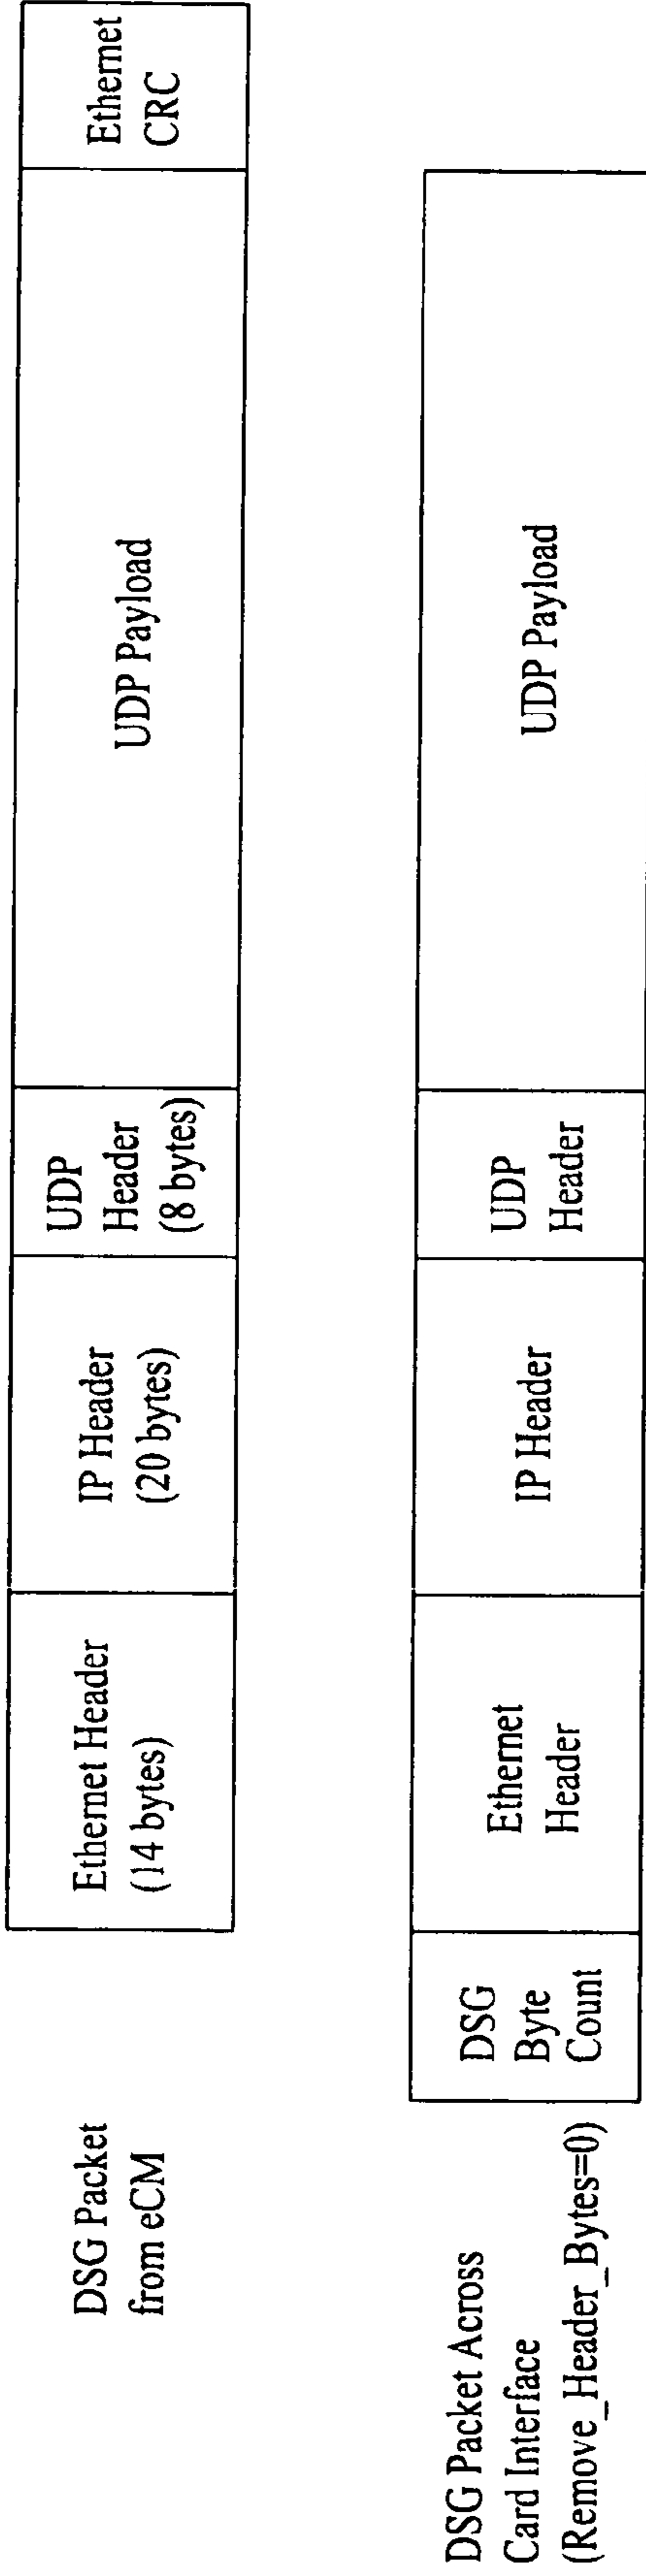 DSG Packet
from eCM
Ethernet Header
(14 bytes)
IP Header
(20 bytes)
UDP
Header
(8 bytes)
UDP Payload
Ethernet
CRC
DSG Packet Across
Card Interface
(Remove_Header_Bytes=0)
DSG
Byte
Count
Ethernet
Header
IP Header
UDP
Header
UDP Payload